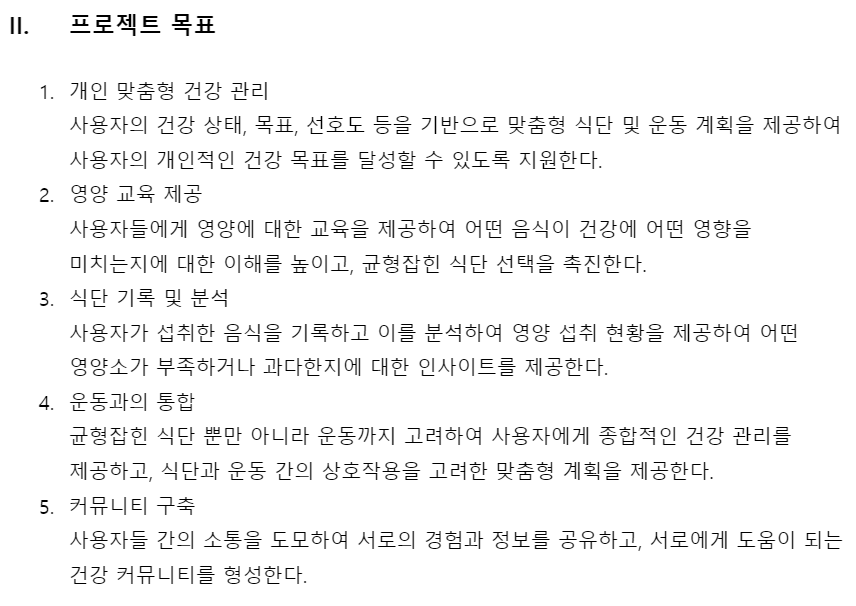 II. 프로젝트 목표
1. 개인 맞춤형 건강 관리
사용자의 건강 상태, 목표, 선호도 등을 기반으로 맞춤형 식단 및 운동 계획을 제공하여
사용자의 개인적인 건강 목표를 달성할 수 있도록 지원한다.
2. 영양 교육 제공
사용자들에게 영양에 대한 교육을 제공하여 어떤 음식이 건강에 어떤 영향을
미치는지에 대한 이해를 높이고, 균형잡힌 식단 선택을 촉진한다.
3. 식단 기록 및 분석
사용자가 섭취한 음식을 기록하고 이를 분석하여 영양 섭취 현황을 제공하여 어떤
영양소가 부족하거나 과다한지에 대한 인사이트를 제공한다.
4. 운동과의 통합
균형잡힌 식단 뿐만 아니라 운동까지 고려하여 사용자에게 종합적인 건강 관리를
제공하고, 식단과 운동 간의 상호작용을 고려한 맞춤형 계획을 제공한다.
5. 커뮤니티 구축
사용자들 간의 소통을 도모하여 서로의 경험과 정보를 공유하고, 서로에게 도움이 되는
건강 커뮤니티를 형성한다.